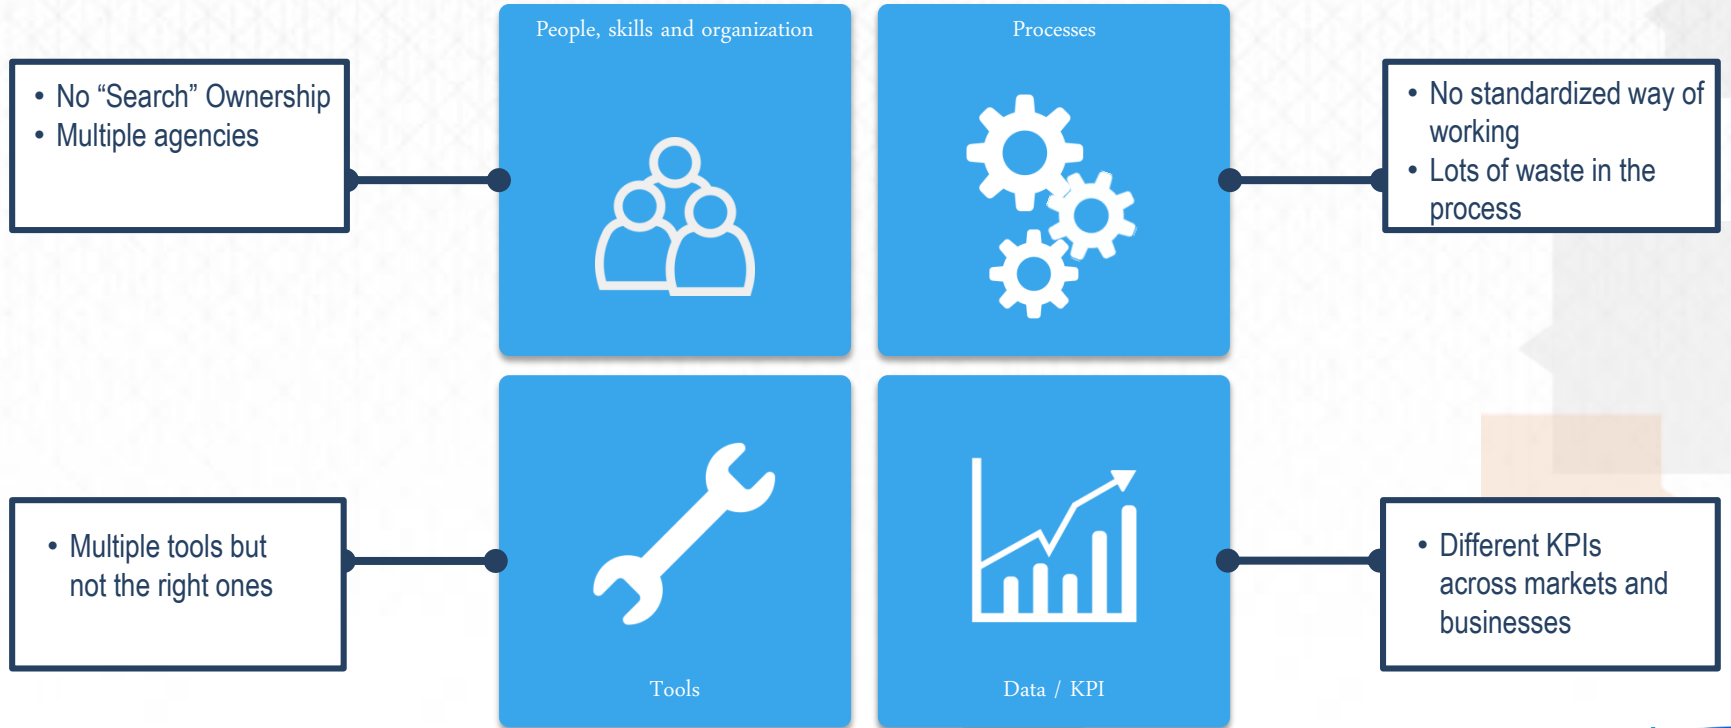 People, skills and organization
Processes
• No “Search” Ownership
• Multiple agencies
• No standardized way of
working
• Lots of waste in the
process
• Multiple tools but
not the right ones
• Different KPIs
across markets and
businesses
Tools
Data / KPI